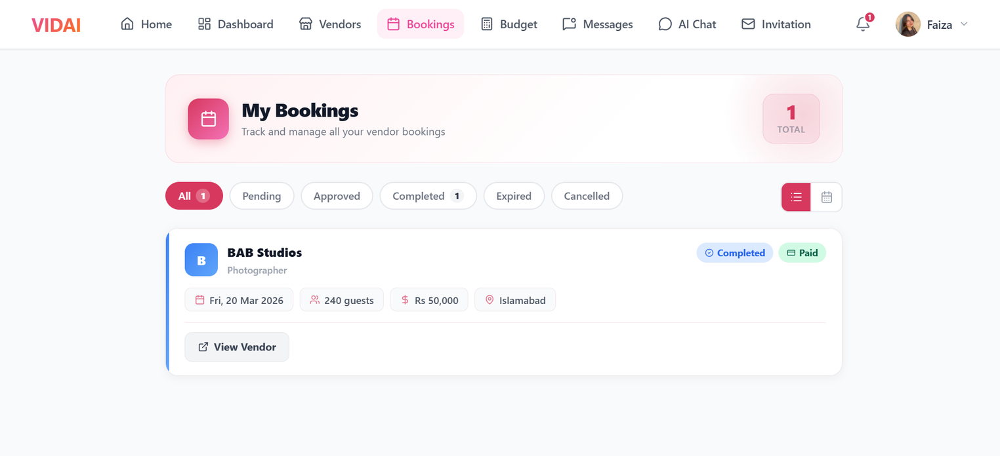 VIDAI Home Dashboard Vendors Bookings Budget Messages AI Chat Invitation 1 Faiza
My Bookings
Track and manage all your vendor bookings
1
TOTAL
All 1 Pending Approved Completed 1 Expired Cancelled
B
BAB Studios
Photographer
Completed Paid
Fri, 20 Mar 2026 240 guests $ Rs 50,000 Islamabad
View Vendor